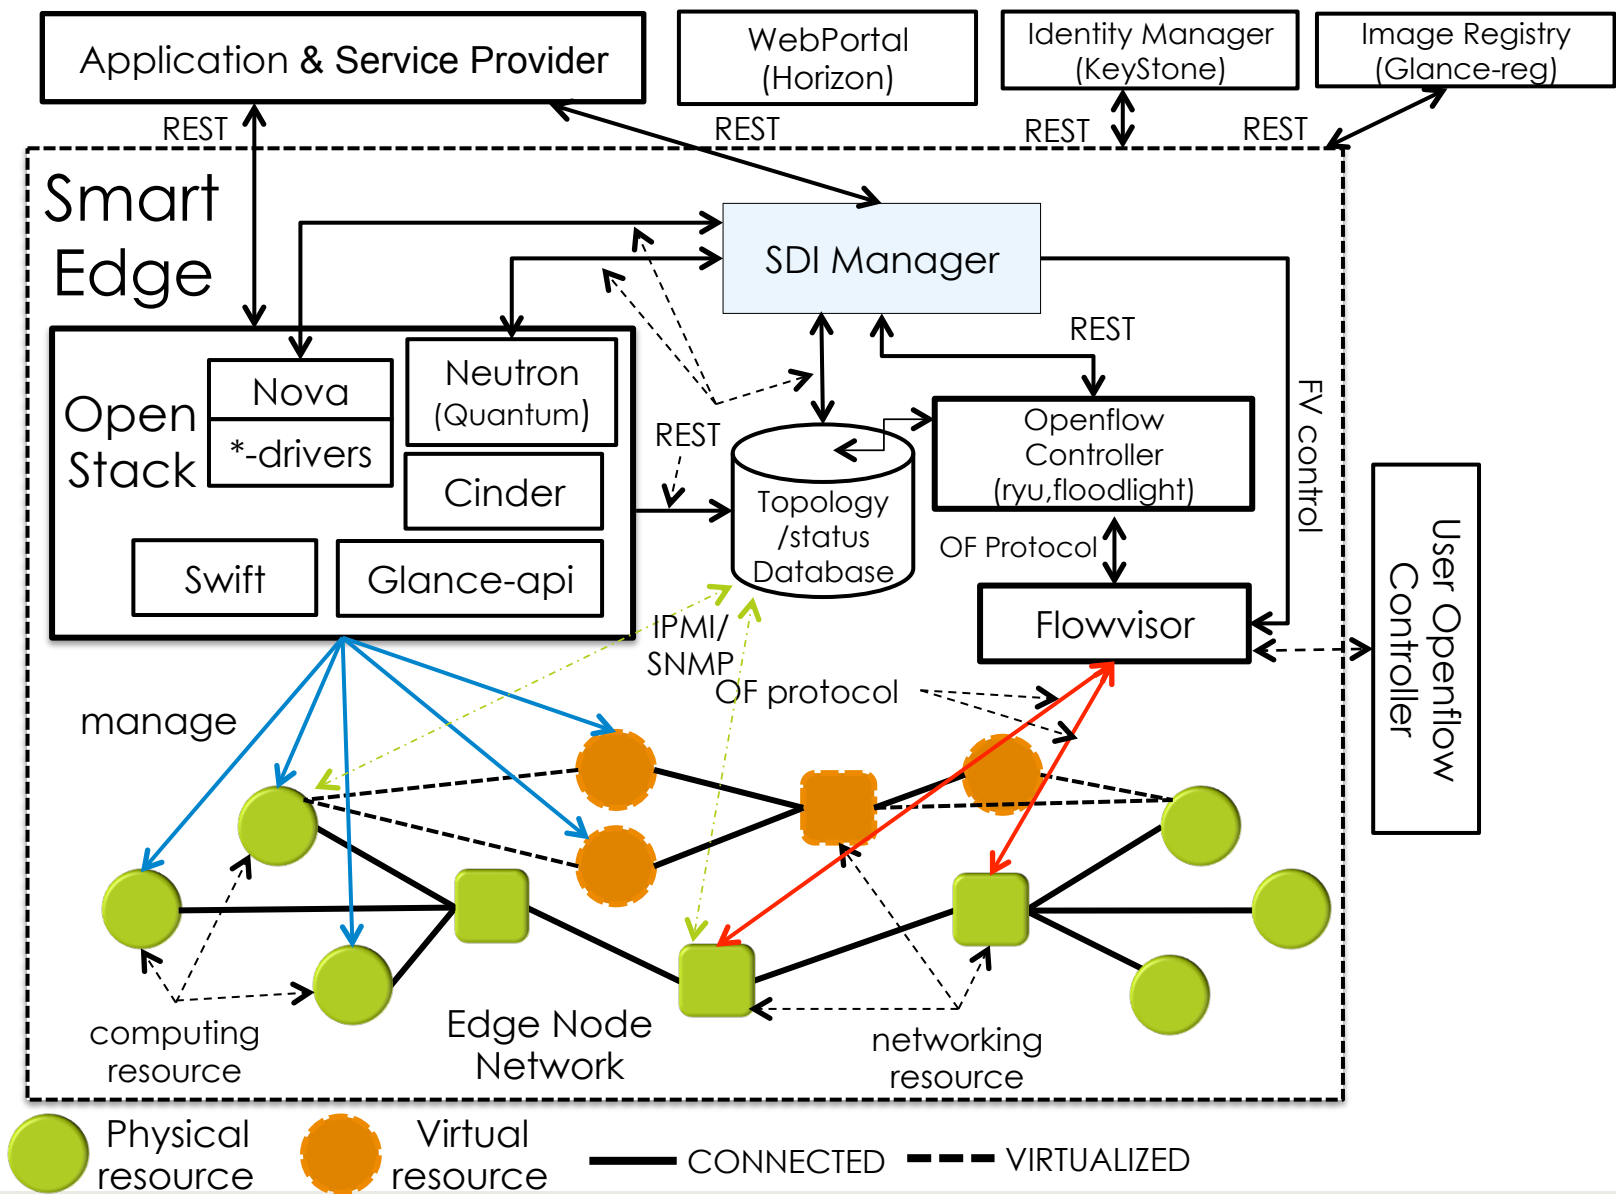 Application & Service Provider
WebPortal
(Horizon)
Identity Manager
(KeyStone)
Image Registry
(Glance-reg)
REST
REST
REST
REST
Smart
Edge
SDI Manager
REST
FV control
Open
Stack
Nova
*-drivers
Neutron
(Quantum)
Cinder
Swift
Glance-api
REST
Topology
/status
Database
Openflow
Controller
(ryu,floodlight)
OF Protocol
Flowvisor
User Openflow
Controller
IPMI/
SNMP
OF protocol
manage
computing
resource
Edge Node
Network
networking
resource
Physical
resource
Virtual
resource
CONNECTED
VIRTUALIZED